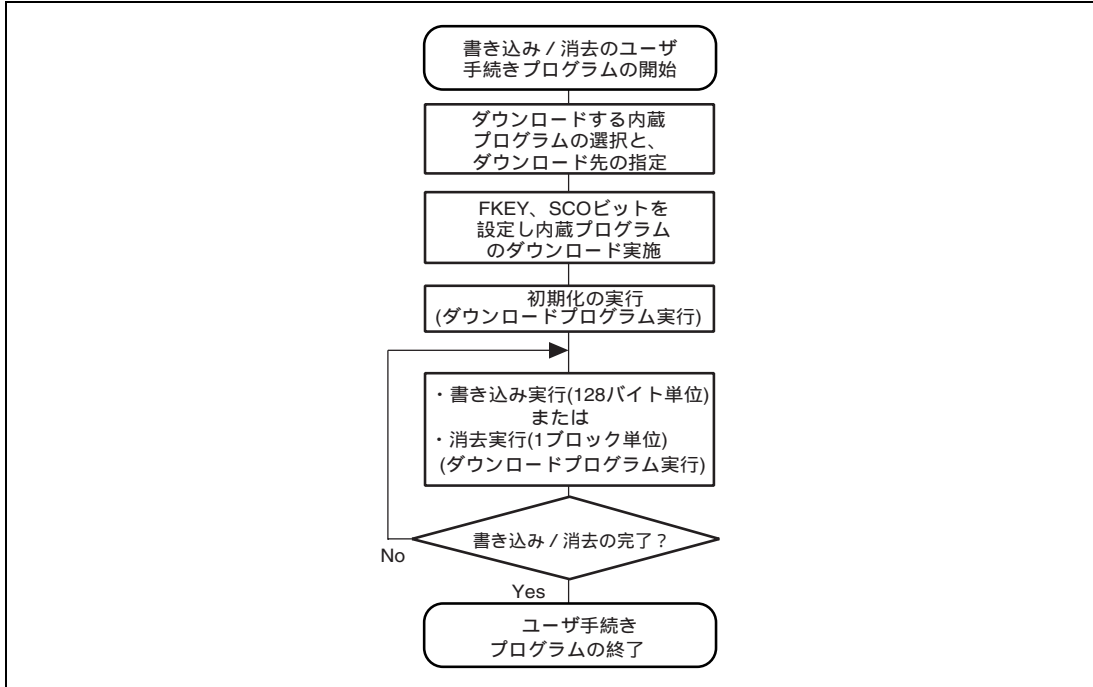 書き込み / 消去のユーザ
手続きプログラムの開始
ダウンロードする内蔵
プログラムの選択と、
ダウンロード先の指定
FKEY、SCOビットを
設定し内蔵プログラム
のダウンロード実施
初期化の実行
(ダウンロードプログラム実行)
・書き込み実行(128バイト単位)
または
・消去実行(1ブロック単位)
(ダウンロードプログラム実行)
書き込み / 消去の完了？
No
Yes
ユーザ手続き
プログラムの終了